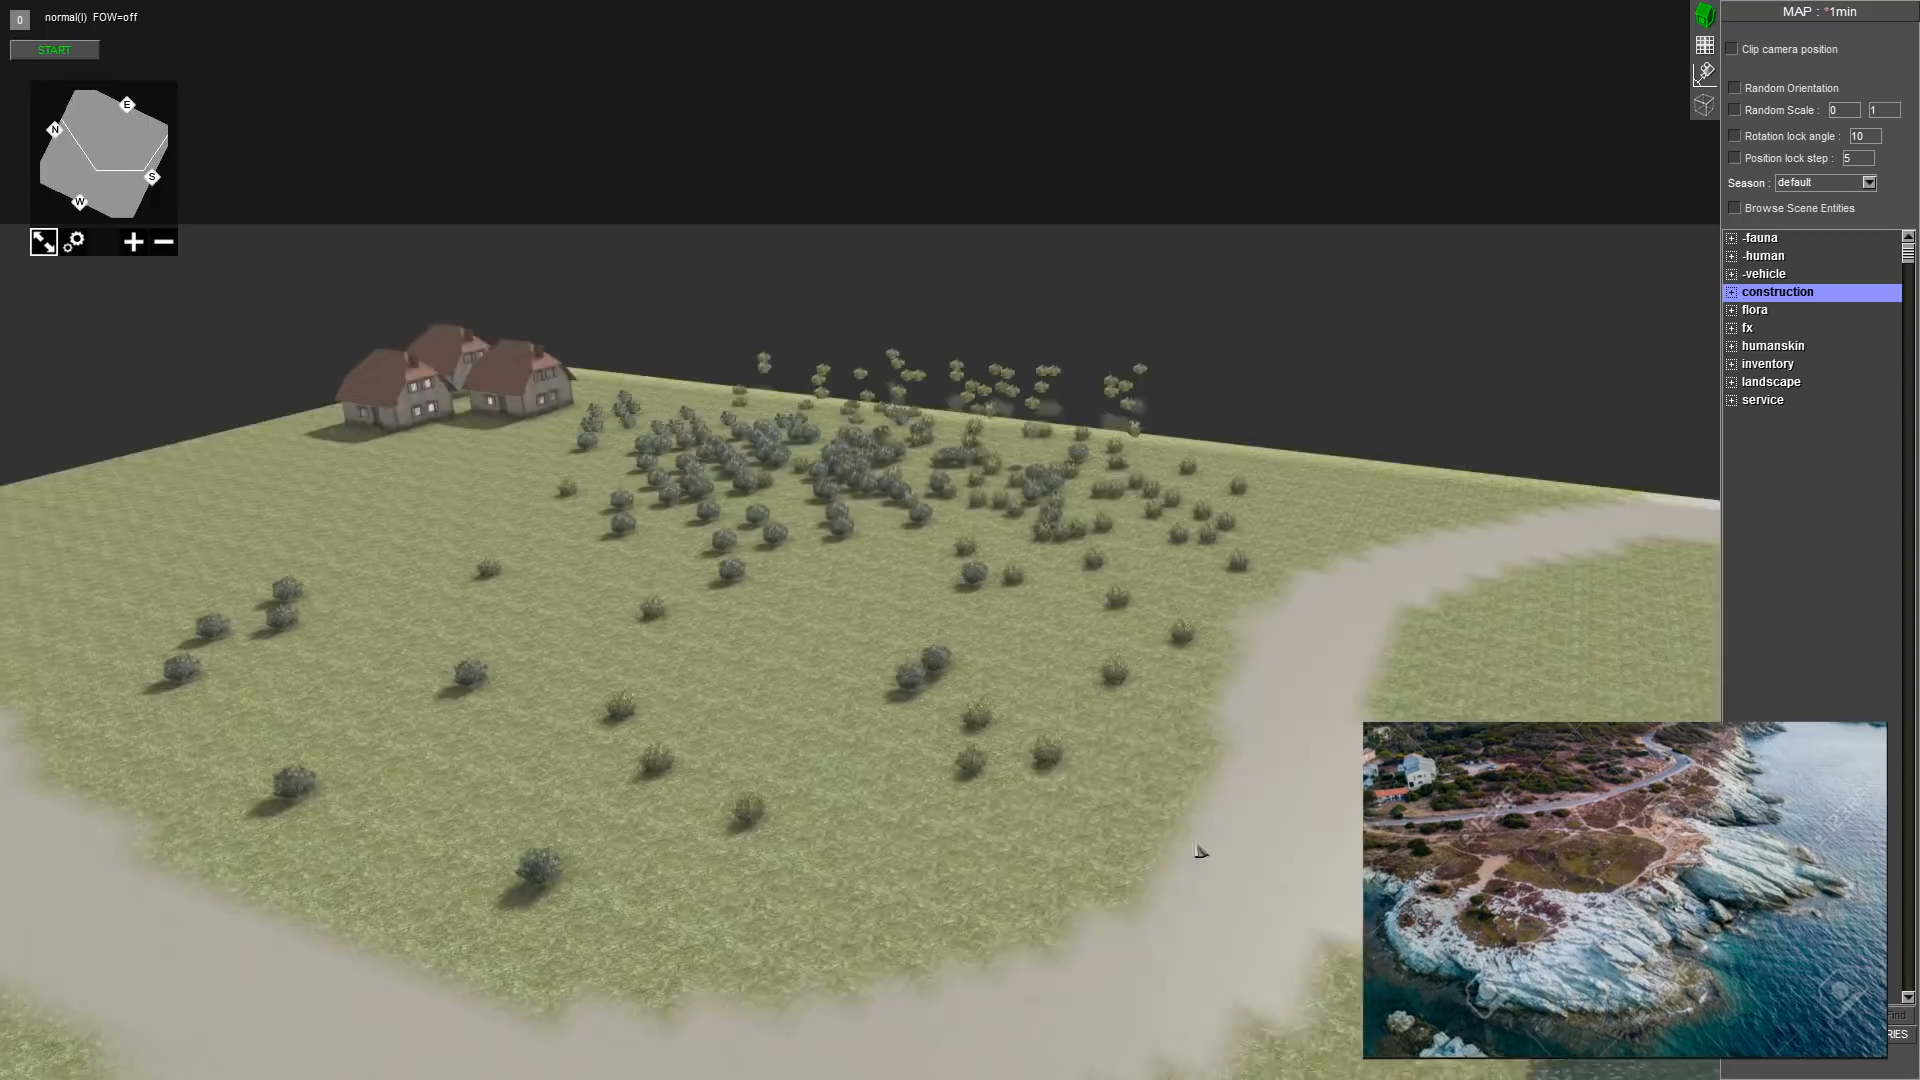 0
normal(I) FOW=off
START
E
N
S
W
MAP : *1min
Clip camera position
Random Orientation
Random Scale : 0 1
Rotation lock angle : 10
Position lock step : 5
Season : default
Browse Scene Entities
-fauna
-human
-vehicle
construction
flora
fx
humanskin
inventory
landscape
service
Find
RIES